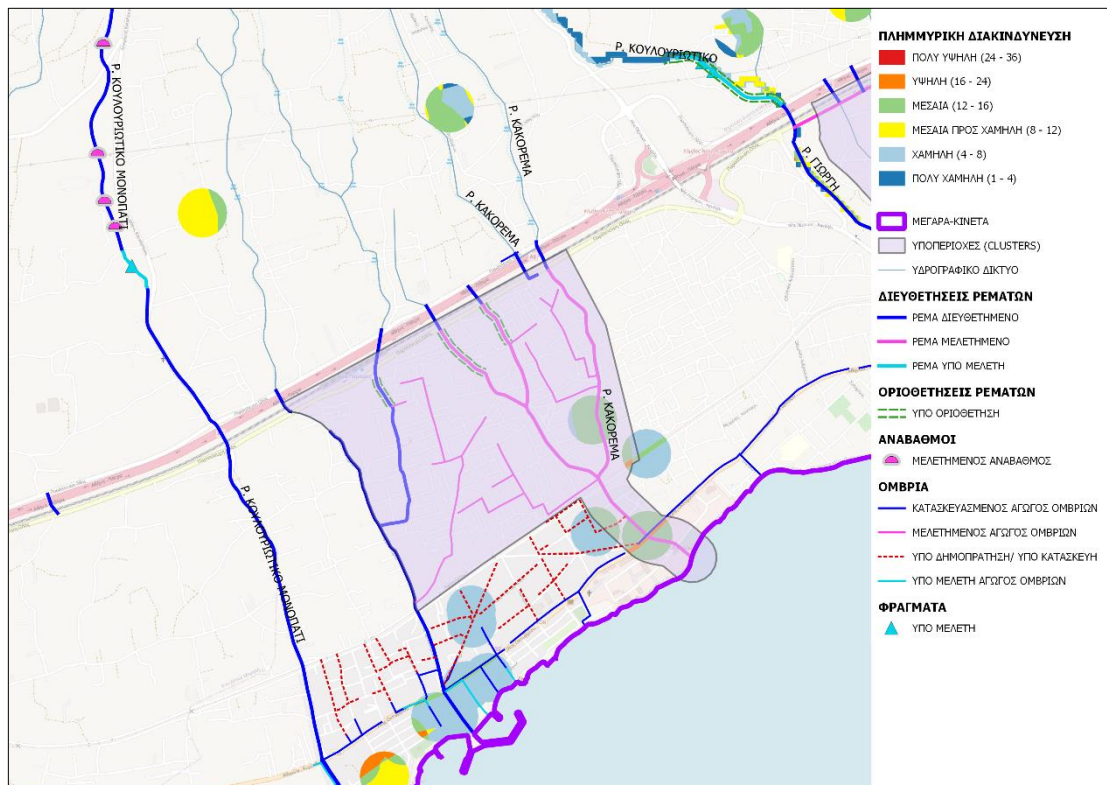 Ρ. ΚΟΥΛΟΥΡΙΩΤΙΚΟ
Ρ. ΚΑΚΟΡΕΜΑ
Ρ. ΚΟΥΛΟΥΡΙΩΤΙΚΟ ΜΟΝΟΠΑΤΙ
Ρ. ΚΑΚΟΡΕΜΑ
Ρ. ΓΙΩΡΓΗ
Ρ. ΚΑΚΟΡΕΜΑ
Ρ. ΚΟΥΛΟΥΡΙΩΤΙΚΟ ΜΟΝΟΠΑΤΙ
ΠΛΗΜΜΥΡΙΚΗ ΔΙΑΚΙΝΔΥΝΕΥΣΗ
ΠΟΛΥ ΥΨΗΛΗ (24 - 36)
ΥΨΗΛΗ (16 - 24)
ΜΕΣΑΙΑ (12 - 16)
ΜΕΣΑΙΑ ΠΡΟΣ ΧΑΜΗΛΗ (8 - 12)
ΧΑΜΗΛΗ (4 - 8)
ΠΟΛΥ ΧΑΜΗΛΗ (1 - 4)
ΜΕΓΑΡΑ-ΚΙΝΕΤΑ
ΥΠΟΠΕΡΙΟΧΕΣ (CLUSTERS)
ΥΔΡΟΓΡΑΦΙΚΟ ΔΙΚΤΥΟ
ΔΙΕΥΘΕΤΗΣΕΙΣ ΡΕΜΑΤΩΝ
ΡΕΜΑ ΔΙΕΥΘΕΤΗΜΕΝΟ
ΡΕΜΑ ΜΕΛΕΤΗΜΕΝΟ
ΡΕΜΑ ΥΠΟ ΜΕΛΕΤΗ
ΟΡΙΟΘΕΤΗΣΕΙΣ ΡΕΜΑΤΩΝ
ΥΠΟ ΟΡΙΟΘΕΤΗΣΗ
ΑΝΑΒΑΘΜΟΙ
ΜΕΛΕΤΗΜΕΝΟΣ ΑΝΑΒΑΘΜΟΣ
ΟΜΒΡΙΑ
ΚΑΤΑΣΚΕΥΑΣΜΕΝΟΣ ΑΓΩΓΟΣ ΟΜΒΡΙΩΝ
ΜΕΛΕΤΗΜΕΝΟΣ ΑΓΩΓΟΣ ΟΜΒΡΙΩΝ
ΥΠΟ ΔΗΜΟΠΡΑΤΗΣΗ/ ΥΠΟ ΚΑΤΑΣΚΕΥΗ
ΥΠΟ ΜΕΛΕΤΗ ΑΓΩΓΟΣ ΟΜΒΡΙΩΝ
ΦΡΑΓΜΑΤΑ
ΥΠΟ ΜΕΛΕΤΗ